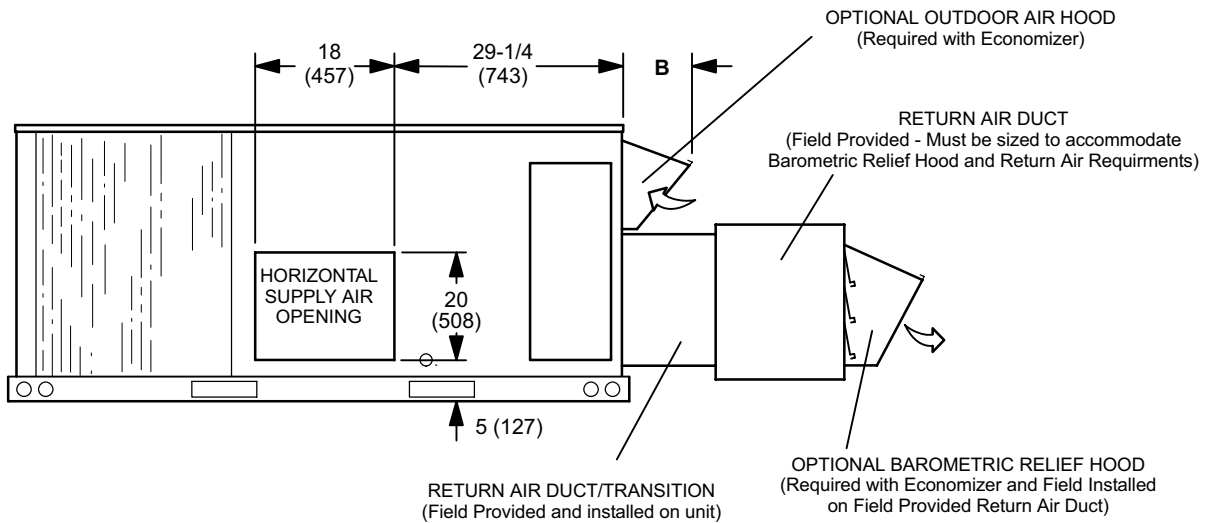 OPTIONAL OUTDOOR AIR HOOD
(Required with Economizer)
18
(457)
29-1/4
(743)
B
RETURN AIR DUCT
(Field Provided - Must be sized to accommodate
Barometric Relief Hood and Return Air Requirments)
HORIZONTAL
SUPPLY AIR
OPENING
20
(508)
5 (127)
RETURN AIR DUCT/TRANSITION
(Field Provided and installed on unit)
OPTIONAL BAROMETRIC RELIEF HOOD
(Required with Economizer and Field Installed
on Field Provided Return Air Duct)